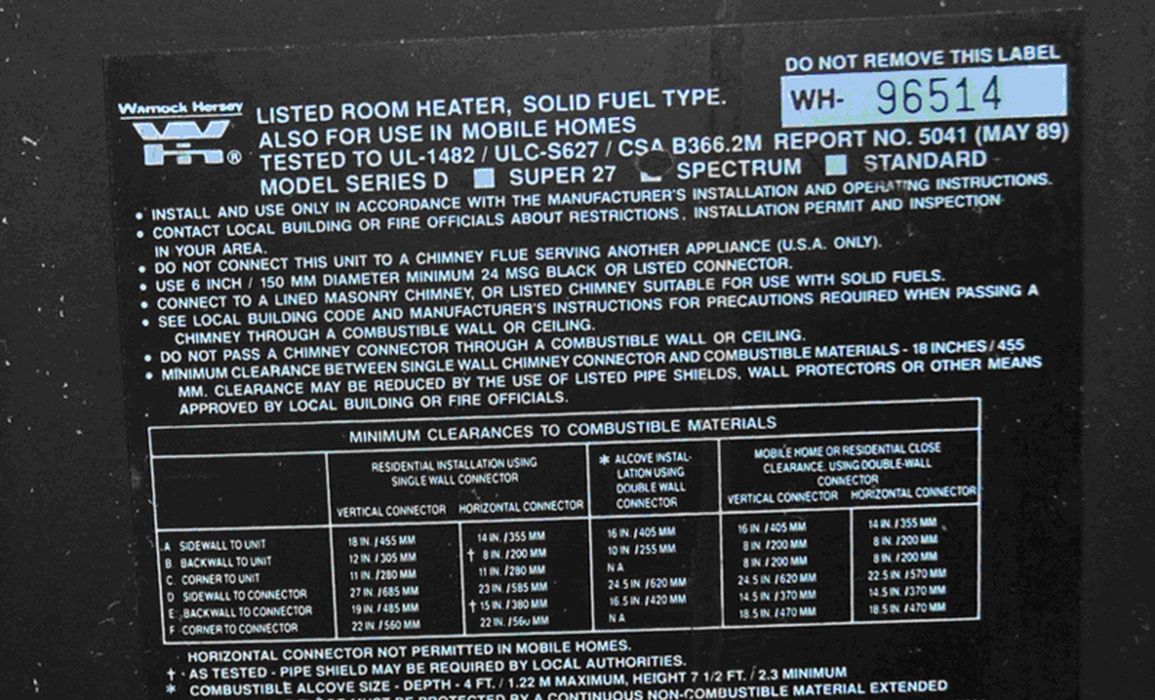 DO NOT REMOVE THIS LABEL
Warnock Hersey
WH- 96514
LISTED ROOM HEATER, SOLID FUEL TYPE.
ALSO FOR USE IN MOBILE HOMES
TESTED TO UL-1482 / ULC-S627 / CSA B366.2M REPORT NO. 5041 (MAY 89)
MODEL SERIES D SUPER 27 SPECTRUM STANDARD
• INSTALL AND USE ONLY IN ACCORDANCE WITH THE MANUFACTURER'S INSTALLATION AND OPERATING INSTRUCTIONS.
• CONTACT LOCAL BUILDING OR FIRE OFFICIALS ABOUT RESTRICTIONS, INSTALLATION PERMIT AND INSPECTION
IN YOUR AREA.
• DO NOT CONNECT THIS UNIT TO A CHIMNEY FLUE SERVING ANOTHER APPLIANCE (U.S.A. ONLY).
• USE 6 INCH / 150 MM DIAMETER MINIMUM 24 MSG BLACK OR LISTED CONNECTOR.
• CONNECT TO A LINED MASONRY CHIMNEY, OR LISTED CHIMNEY SUITABLE FOR USE WITH SOLID FUELS.
• SEE LOCAL BUILDING CODE AND MANUFACTURER'S INSTRUCTIONS FOR PRECAUTIONS REQUIRED WHEN PASSING A
CHIMNEY THROUGH A COMBUSTIBLE WALL OR CEILING.
• DO NOT PASS A CHIMNEY CONNECTOR THROUGH A COMBUSTIBLE WALL OR CEILING.
• MINIMUM CLEARANCE BETWEEN SINGLE WALL CHIMNEY CONNECTOR AND COMBUSTIBLE MATERIALS - 18 INCHES / 455
MM. CLEARANCE MAY BE REDUCED BY THE USE OF LISTED PIPE SHIELDS, WALL PROTECTORS OR OTHER MEANS
APPROVED BY LOCAL BUILDING OR FIRE OFFICIALS.
MINIMUM CLEARANCES TO COMBUSTIBLE MATERIALS
RESIDENTIAL INSTALLATION USING
SINGLE WALL CONNECTOR
* ALCOVE INSTAL-
LATION USING
DOUBLE WALL
CONNECTOR
MOBILE HOME OR RESIDENTIAL CLOSE
CLEARANCE, USING DOUBLE-WALL
CONNECTOR
VERTICAL CONNECTOR HORIZONTAL CONNECTOR VERTICAL CONNECTOR HORIZONTAL CONNECTOR
A SIDEWALL TO UNIT 18 IN. / 455 MM 14 IN. / 355 MM 16 IN. / 405 MM 16 IN. / 405 MM 14 IN. / 355 MM
B BACKWALL TO UNIT 12 IN. / 305 MM † 8 IN. / 200 MM 10 IN / 255 MM 8 IN. / 200 MM 8 IN. / 200 MM
C CORNER TO UNIT 11 IN. / 280 MM 11 IN. / 280 MM N A 8 IN. / 200 MM 8 IN. / 200 MM
D SIDEWALL TO CONNECTOR 27 IN. / 685 MM 23 IN. / 585 MM 24.5 IN. / 620 MM 24.5 IN. / 620 MM 22.5 IN. / 570 MM
E BACKWALL TO CONNECTOR 19 IN. / 485 MM † 15 IN. / 380 MM 16.5 IN. / 420 MM 14.5 IN. / 370 MM 14.5 IN. / 370 MM
F CORNER TO CONNECTOR 22 IN. / 560 MM 22 IN. / 560 MM N A 18.5 IN. / 470 MM 18.5 IN. / 470 MM
HORIZONTAL CONNECTOR NOT PERMITTED IN MOBILE HOMES.
† - AS TESTED - PIPE SHIELD MAY BE REQUIRED BY LOCAL AUTHORITIES.
* COMBUSTIBLE ALCOVE SIZE - DEPTH - 4 FT. / 1.22 M MAXIMUM, HEIGHT 7 1/2 FT. / 2.3 MINIMUM
MUST BE PROTECTED BY A CONTINUOUS NON-COMBUSTIBLE MATERIAL EXTENDED